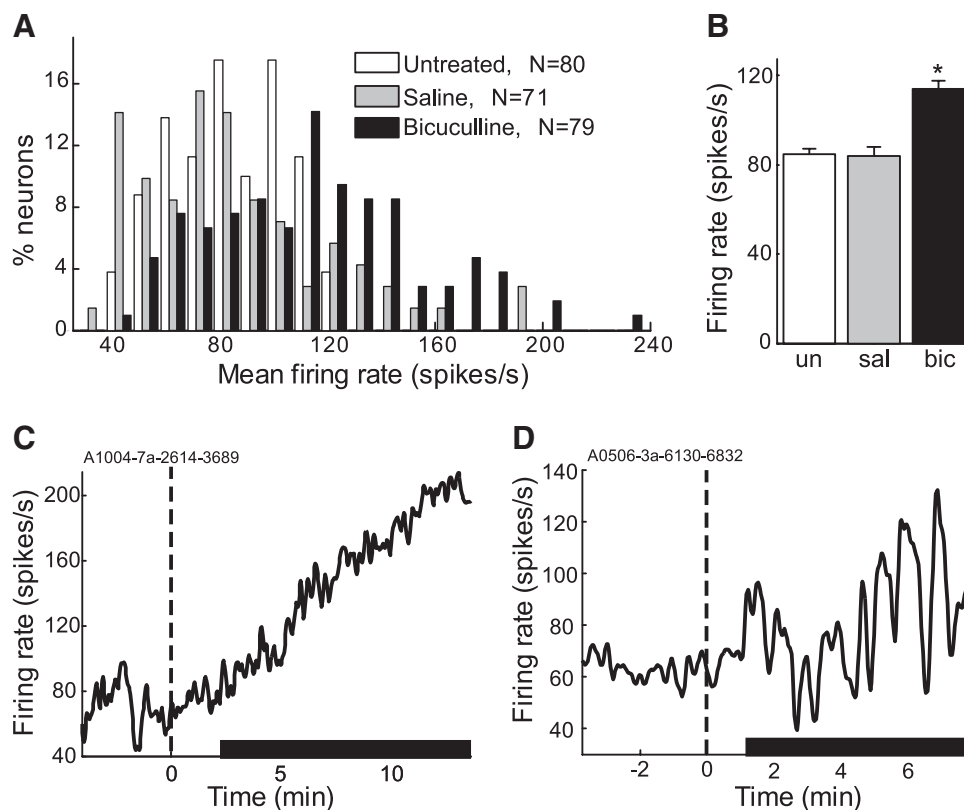 A
% neurons
16
12
8
4
0
Untreated, N=80
Saline, N=71
Bicuculline, N=79
40 80 120 160 200 240
Mean firing rate (spikes/s)
B
Firing rate (spikes/s)
120
80
40
0
*
un sal bic
C
A1004-7a-2614-3689
Firing rate (spikes/s)
200
160
120
80
40
0 5 10
Time (min)
D
A0506-3a-6130-6832
Firing rate (spikes/s)
140
120
100
80
60
40
-2 0 2 4 6
Time (min)